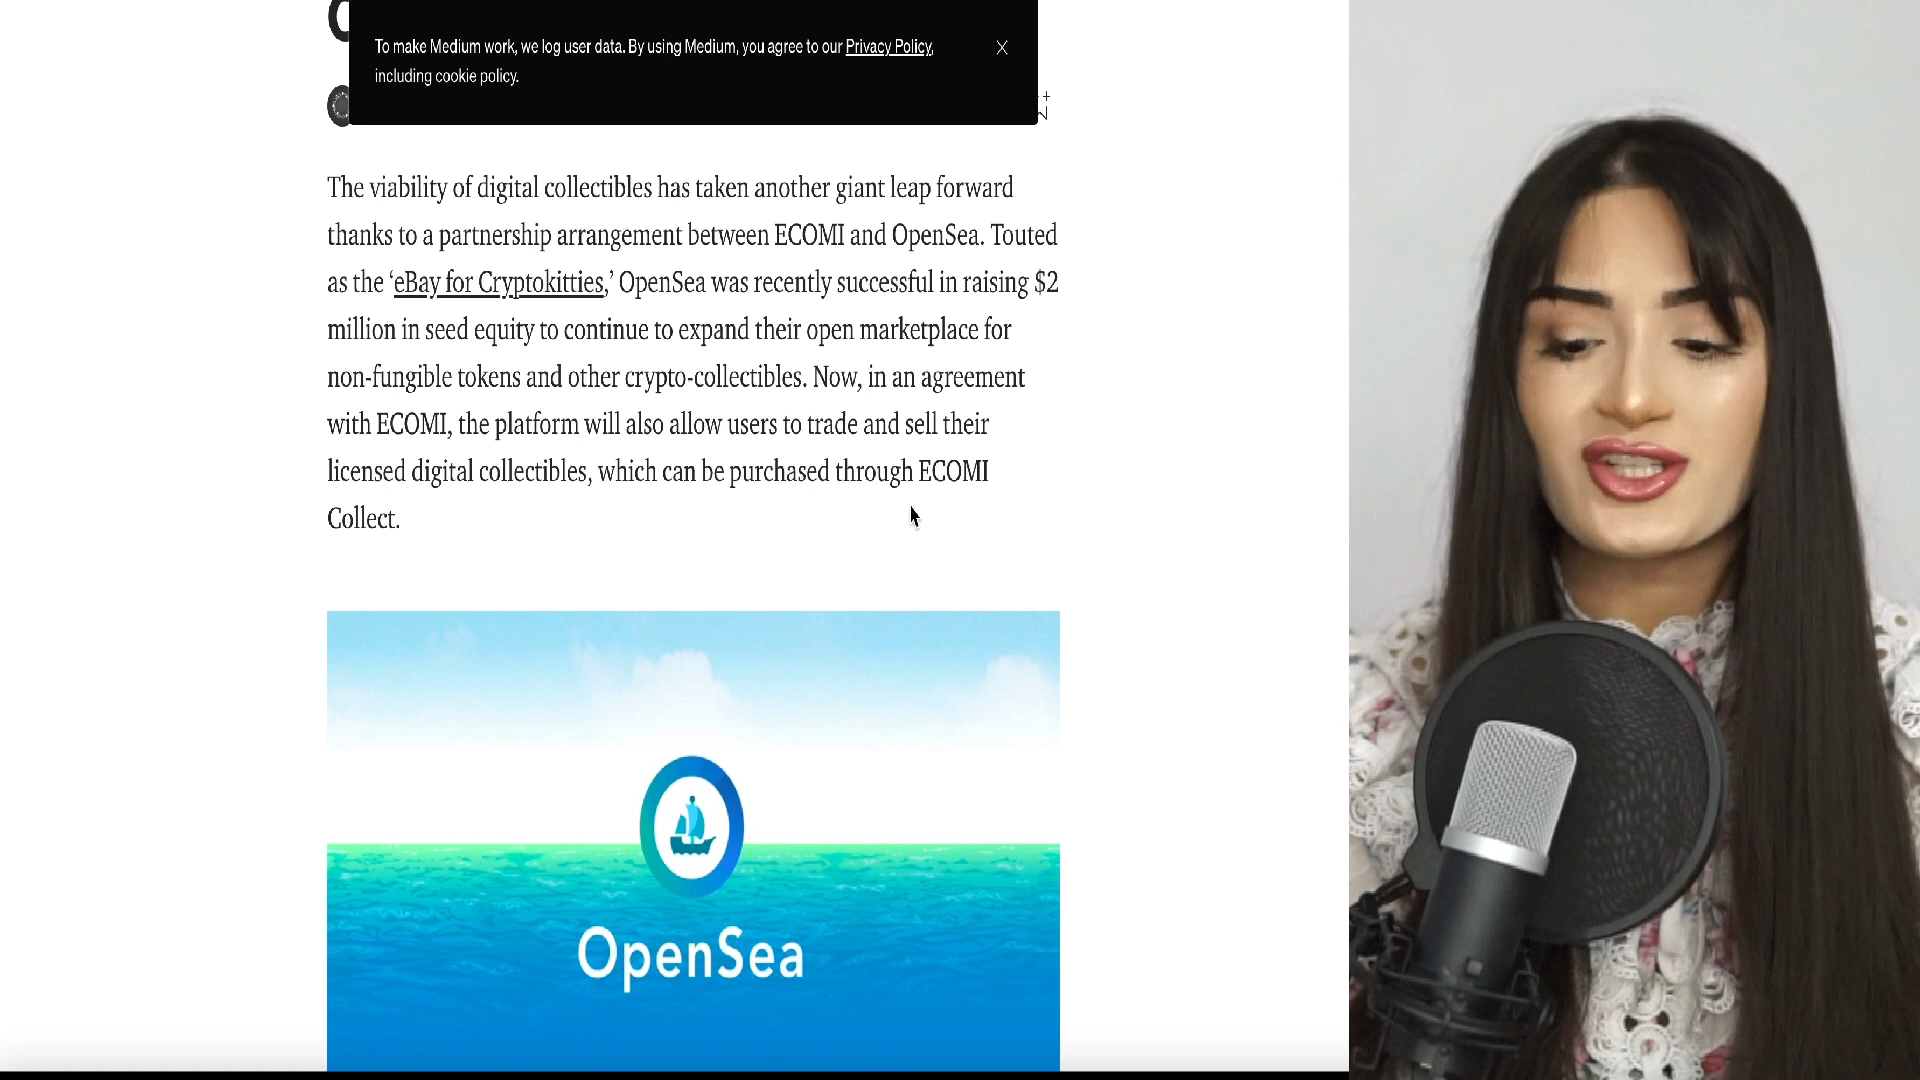 To make Medium work, we log user data. By using Medium, you agree to our Privacy Policy,
including cookie policy.
The viability of digital collectibles has taken another giant leap forward
thanks to a partnership arrangement between ECOMI and OpenSea. Touted
as the ‘eBay for Cryptokitties,’ OpenSea was recently successful in raising $2
million in seed equity to continue to expand their open marketplace for
non-fungible tokens and other crypto-collectibles. Now, in an agreement
with ECOMI, the platform will also allow users to trade and sell their
licensed digital collectibles, which can be purchased through ECOMI
Collect.
OpenSea